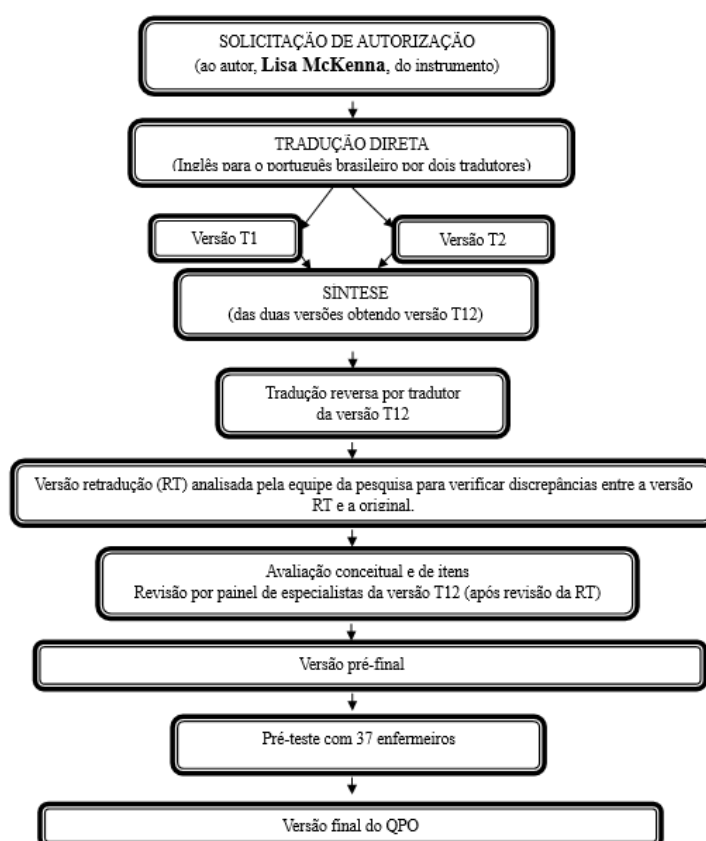 SOLICITAÇÃO DE AUTORIZAÇÃO
(ao autor, Lisa McKenna, do instrumento)
TRADUÇÃO DIRETA
(Inglês para o português brasileiro por dois tradutores)
Versão T1
Versão T2
SÍNTESE
(das duas versões obtendo versão T12)
Tradução reversa por tradutor
da versão T12
Versão retradução (RT) analisada pela equipe da pesquisa para verificar discrepâncias entre a versão
RT e a original.
Avaliação conceitual e de itens
Revisão por painel de especialistas da versão T12 (após revisão da RT)
Versão pré-final
Pré-teste com 37 enfermeiros
Versão final do QPO